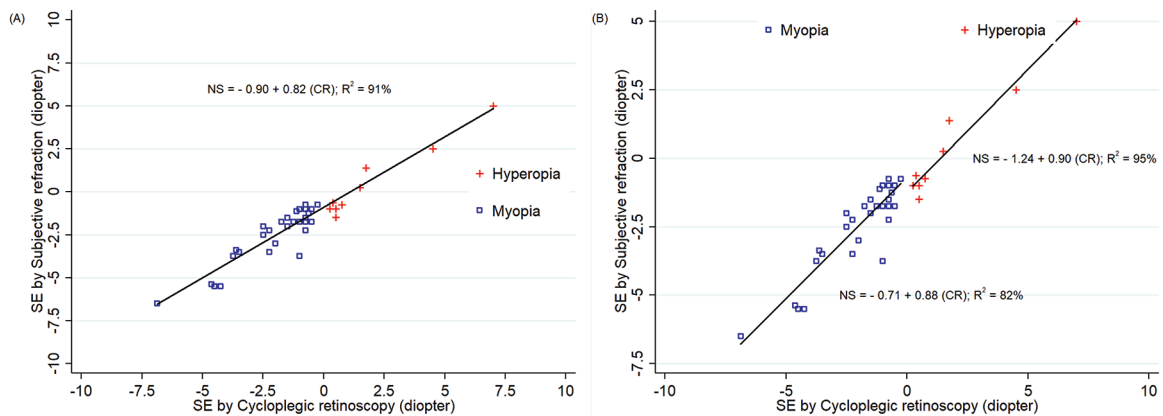 (A)
10
7.5
5
2.5
0
-2.5
-5
-7.5
-10
SE by Subjective refraction (diopter)
NS = - 0.90 + 0.82 (CR); R² = 91%
Hyperopia
Myopia
-10 -7.5 -5 -2.5 0 2.5 5 7.5 10
SE by Cycloplegic retinoscopy (diopter)
(B)
5
2.5
0
-2.5
-5
-7.5
SE by Subjective refraction (diopter)
Myopia Hyperopia
NS = - 1.24 + 0.90 (CR); R² = 95%
NS = - 0.71 + 0.88 (CR); R² = 82%
-10 -5 0 5 10
SE by Cycloplegic retinoscopy (diopter)